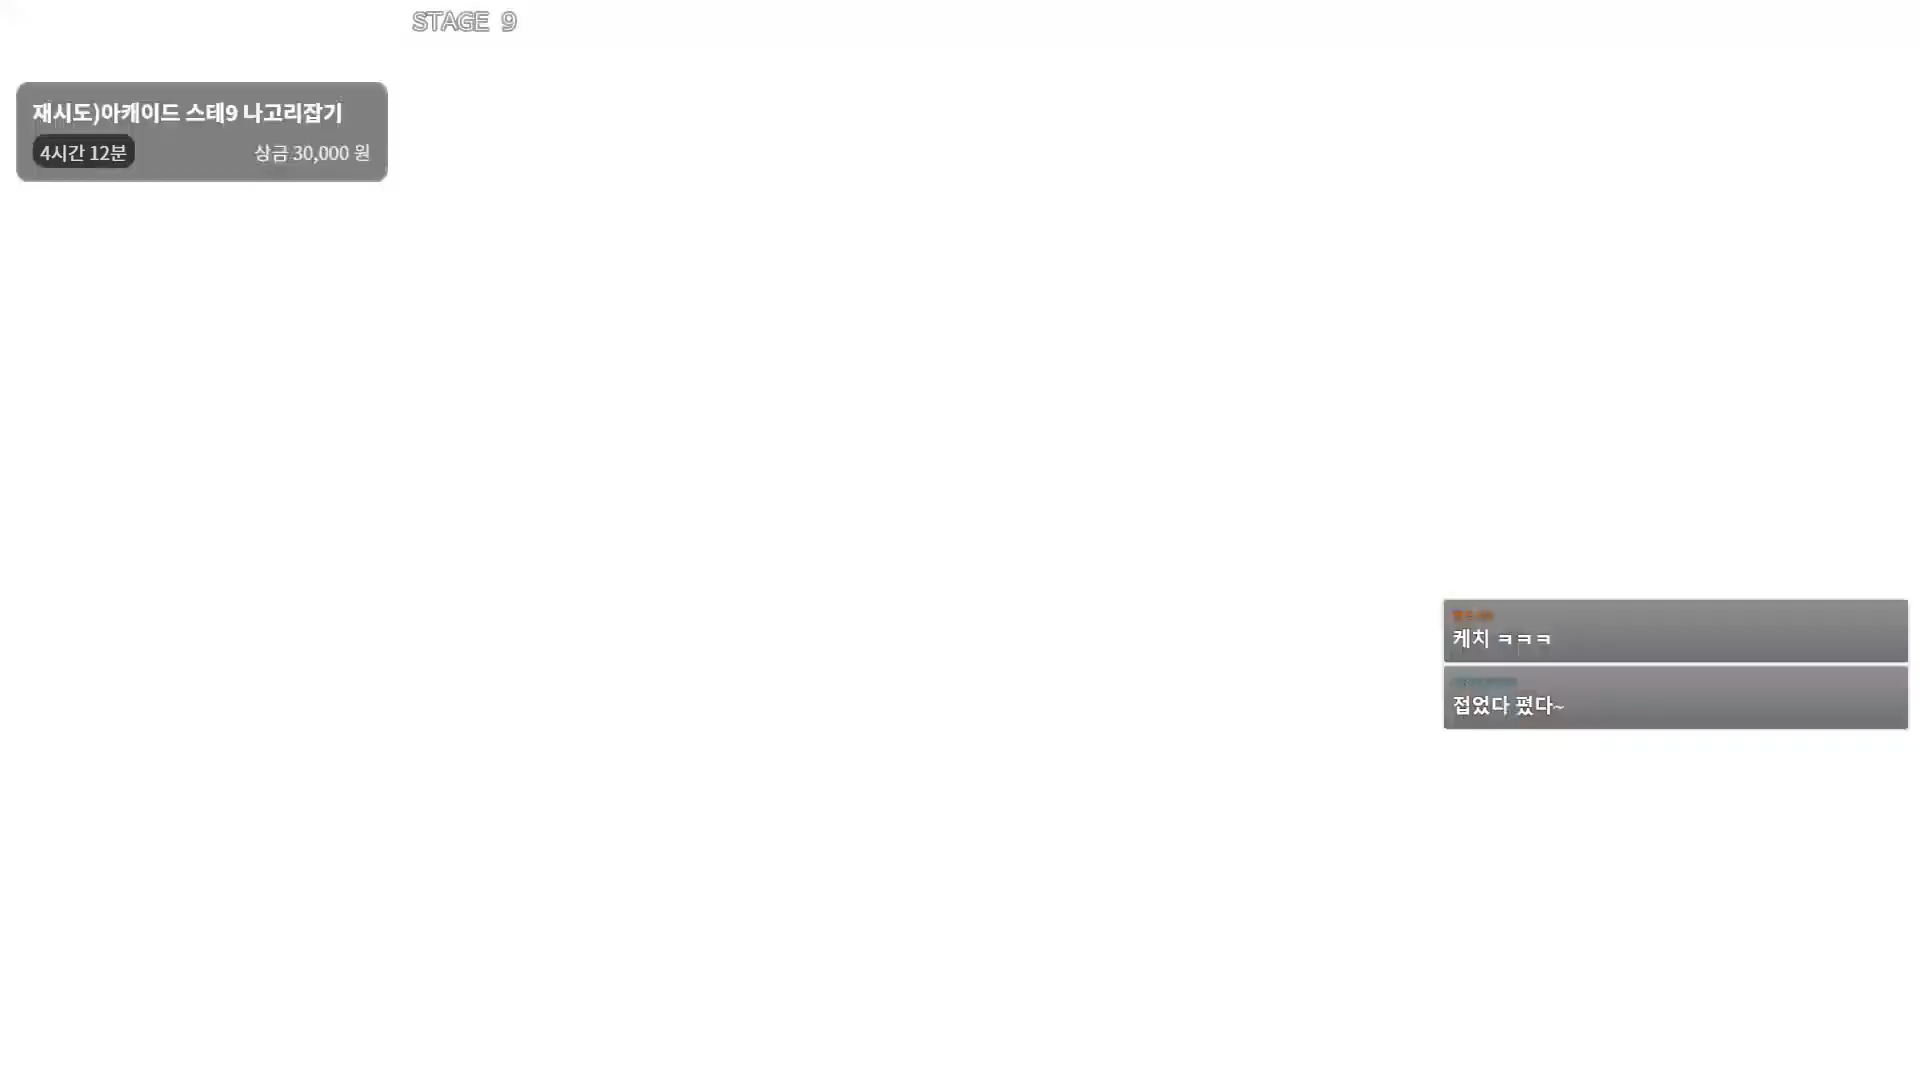 STAGE 9
재시도)아캐이드 스테9 나고리잡기
4시간 12분
상금 30,000 원
케치 ㅋㅋㅋ
접었다 폈다~